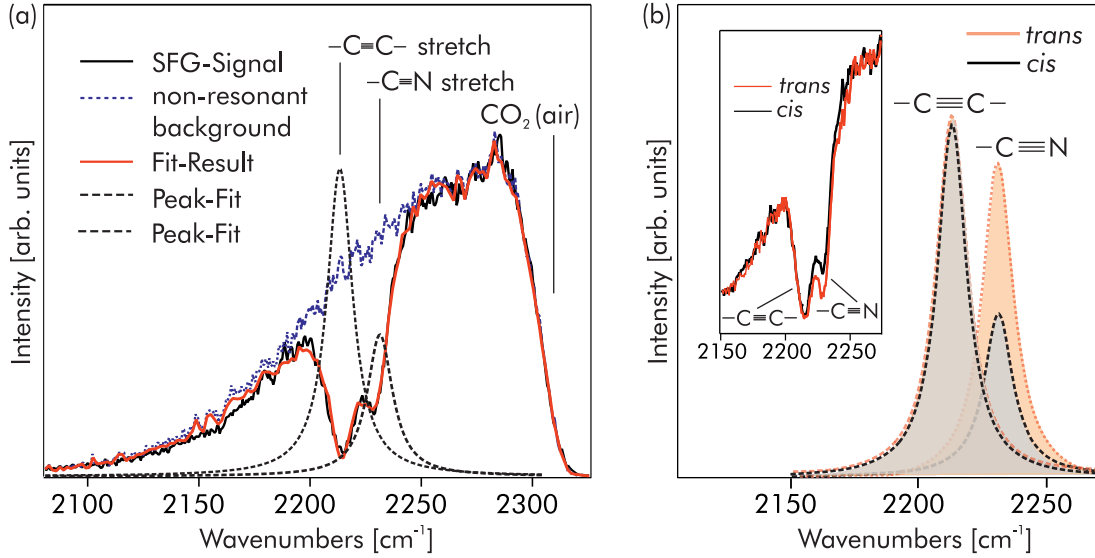 (a)
–C≡C– stretch
–C≡N stretch
CO₂ (air)
SFG-Signal
non-resonant
background
Fit-Result
Peak-Fit
Peak-Fit
Intensity [arb. units]
2100
2200
2300
Wavenumbers [cm⁻¹]
(b)
trans
cis
–C≡C–
–C≡N
trans
cis
–C≡C–
–C≡N
2150
2200
2250
Intensity [arb. units]
2150
2200
2250
Wavenumbers [cm⁻¹]